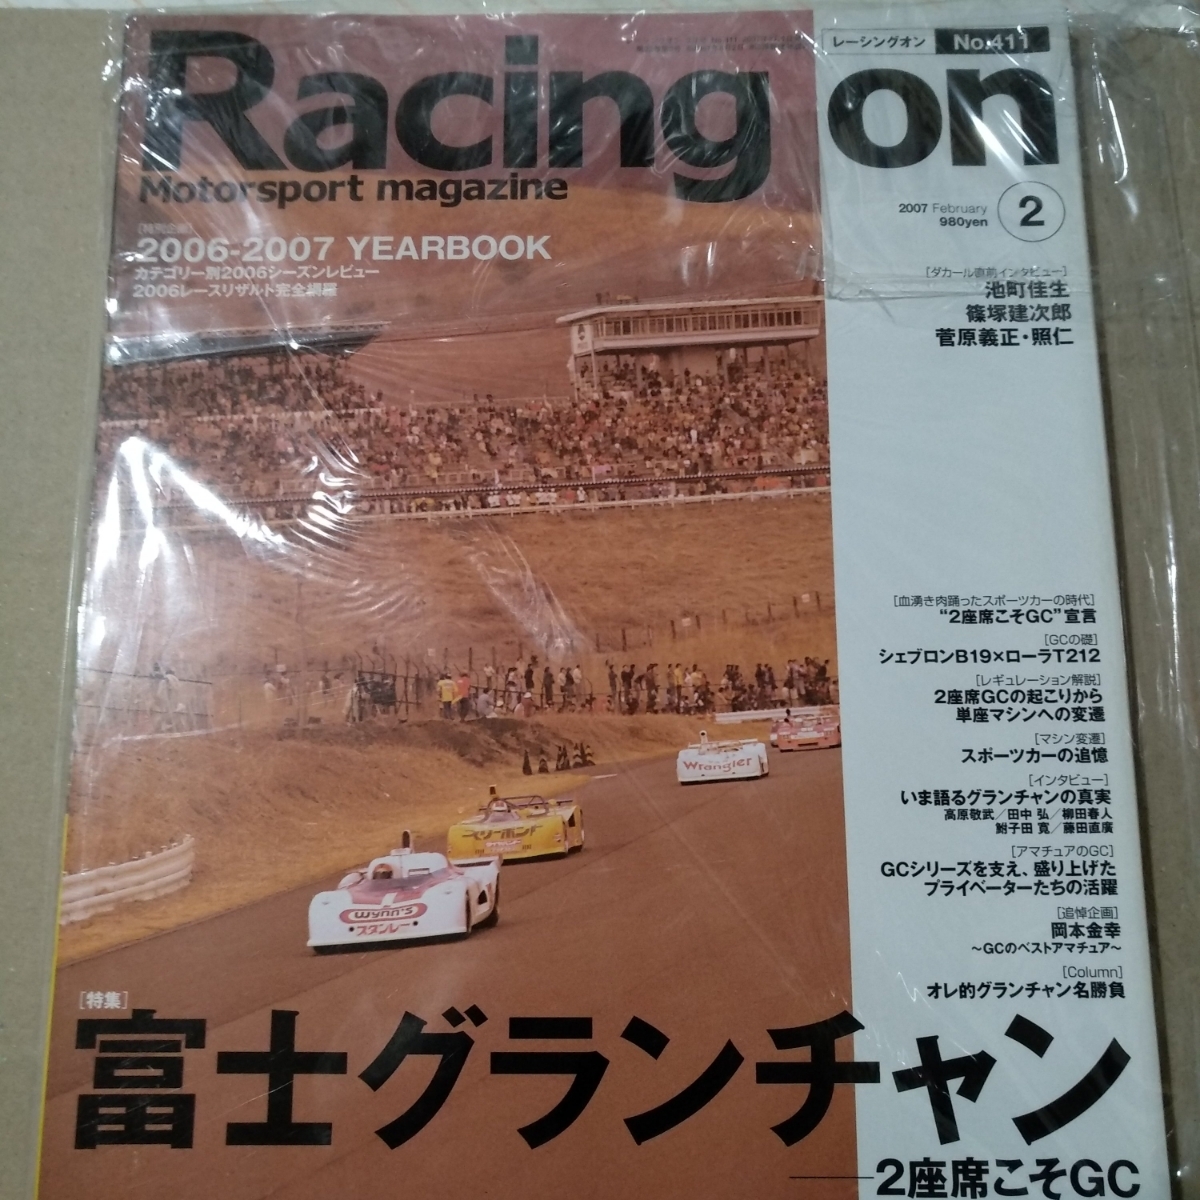 Racing on
レーシングオン No.411
Motorsport magazine
2007 February
980yen
2
[特別企画]
2006-2007 YEARBOOK
カテゴリー別2006シーズンレビュー
2006レースリザルト完全網羅
[ダカール直前インタビュー]
池町佳生
篠塚建次郎
菅原義正・照仁
[血湧き肉踊ったスポーツカーの時代]
“2座席こそGC”宣言
[GCの礎]
シェブロンB19×ローラT212
[レギュレーション解説]
2座席GCの起こりから
単座マシンへの変遷
[マシン変遷]
スポーツカーの追憶
[インタビュー]
いま語るグランチャンの真実
高原敬武／田中 弘／柳田春人
鮒子田 寛／藤田直廣
[アマチュアのGC]
GCシリーズを支え、盛り上げた
プライベーターたちの活躍
[追悼企画]
岡本金幸
〜GCのベストアマチュア〜
[Column]
オレ的グランチャン名勝負
Wrangler
スリーボンド
wynn's
スタンレー
[特集]
富士グランチャン
──2座席こそGC